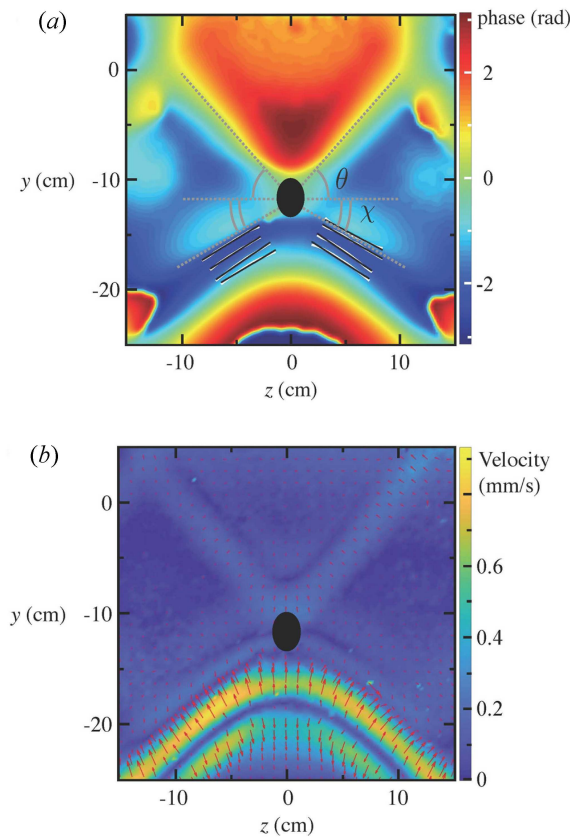 (a)
phase (rad)
0
2
y (cm)
-10
θ
0
χ
-20
-2
-10
0
10
z (cm)
(b)
Velocity
(mm/s)
0
0.6
y (cm)
-10
0.4
-20
0.2
0
-10
0
10
z (cm)